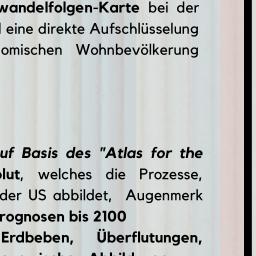 wandelfolgen-Karte bei der
eine direkte Aufschlüsselung
omischen Wohnbevölkerung
uf Basis des "Atlas for the
olut, welches die Prozesse,
der US abbildet, Augenmerk
rognosen bis 2100
Erdbeben, Überflutungen,